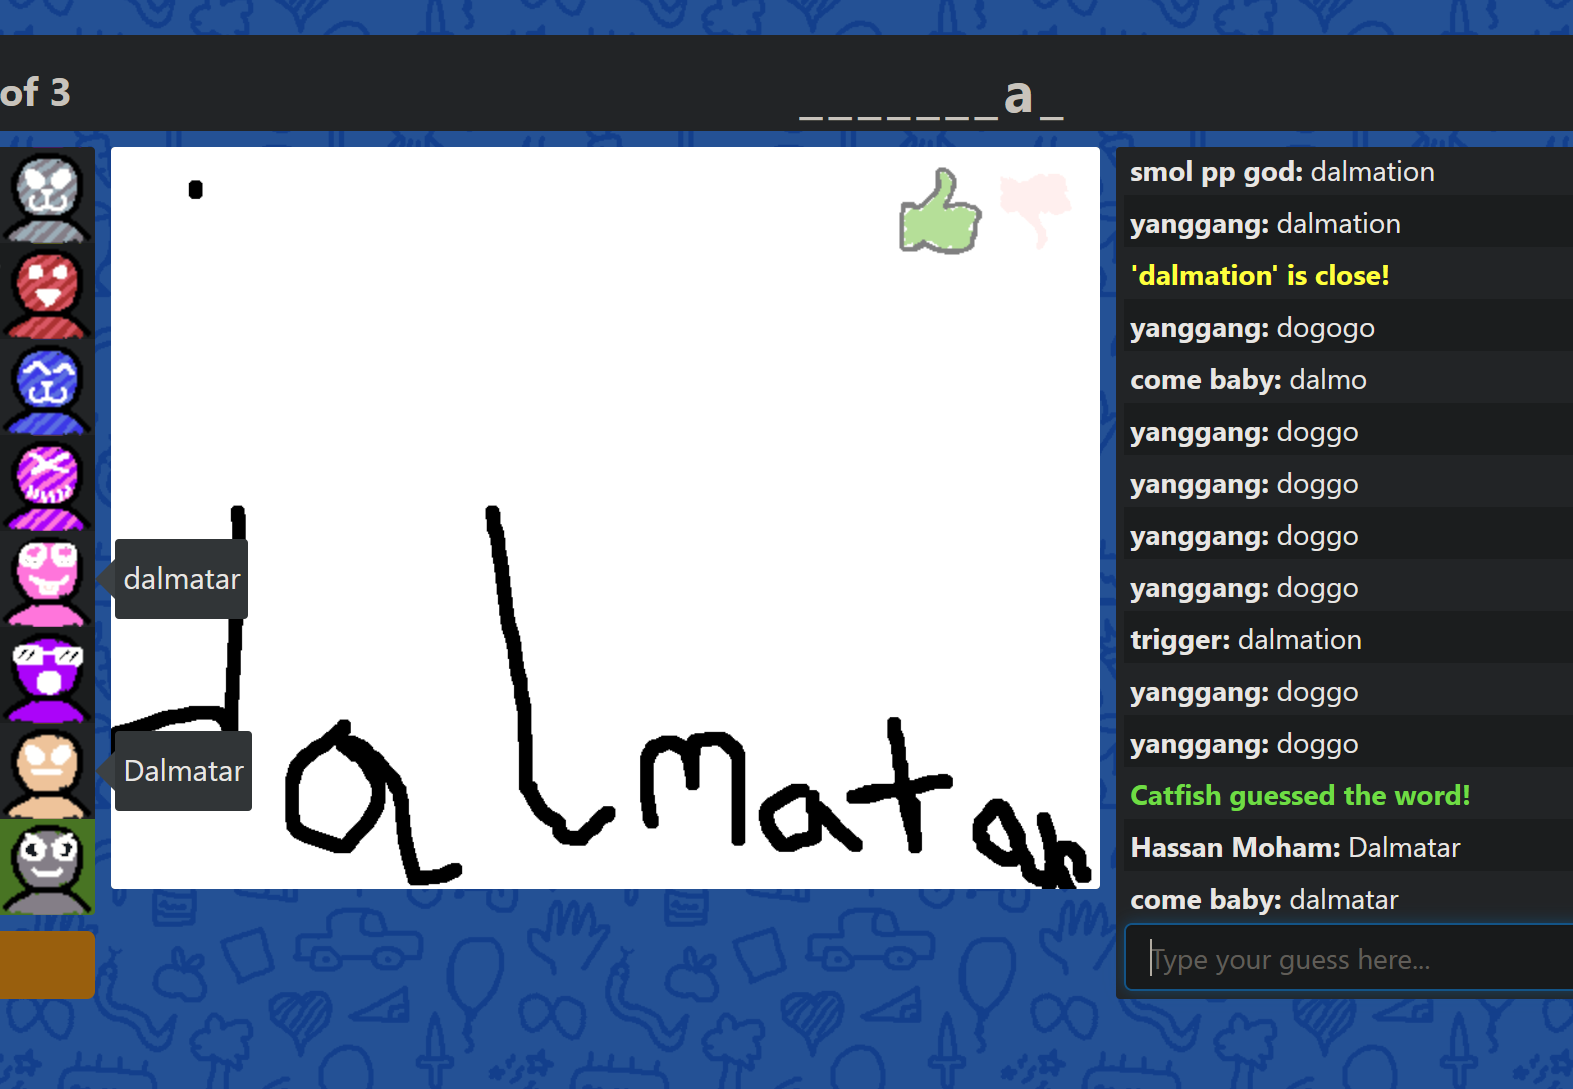 of 3
_______a_
smol pp god: dalmation
yanggang: dalmation
'dalmation' is close!
yanggang: dogogo
come baby: dalmo
yanggang: doggo
yanggang: doggo
yanggang: doggo
yanggang: doggo
trigger: dalmation
yanggang: doggo
yanggang: doggo
Catfish guessed the word!
Hassan Moham: Dalmatar
come baby: dalmatar
Type your guess here...
dalmatar
Dalmatar
dalmatan